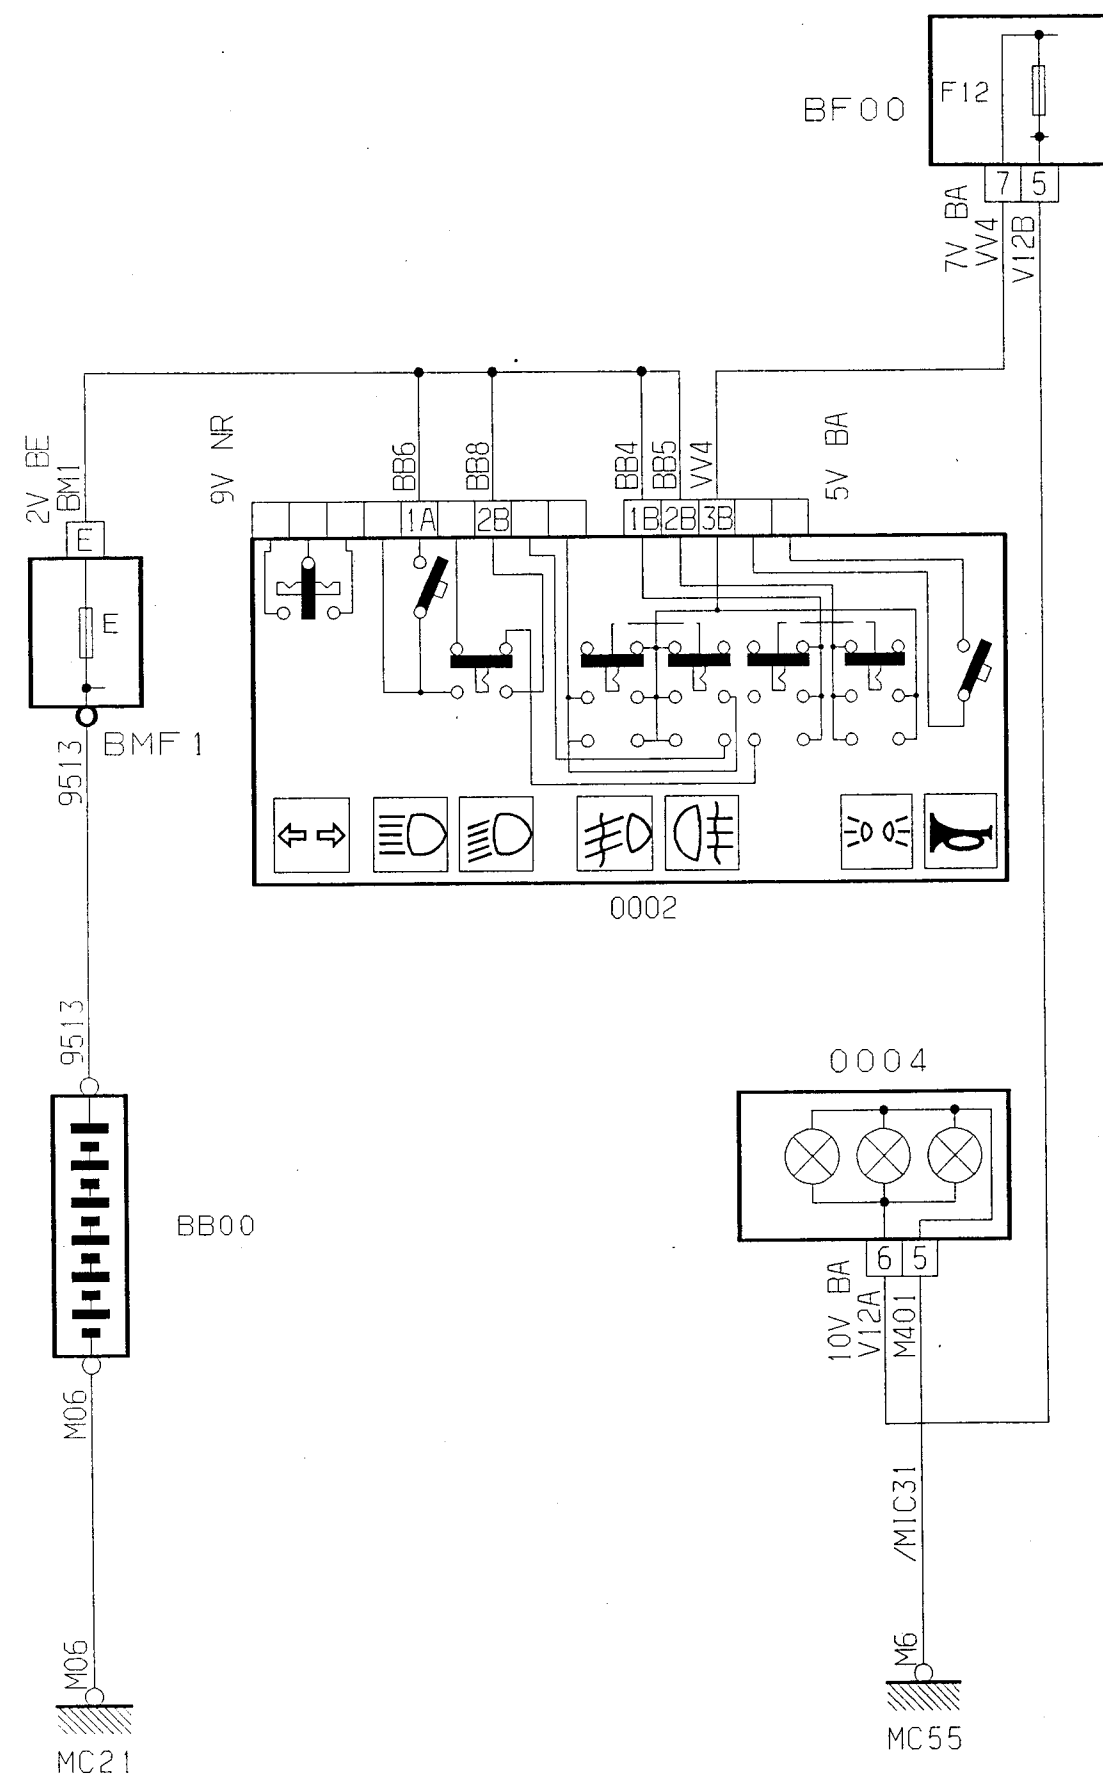 F12
BF00
7
5
7V BA
VV4
V12B
2V BE
BM1
9V NR
BB6
BB8
BB4
BB5
VV4
5V BA
E
1A
2B
1B
2B
3B
E
BMF1
9513
0002
9513
0004
BB00
6
5
10V BA
V12A
M401
M06
/MIC31
M06
M6
MC21
MC55